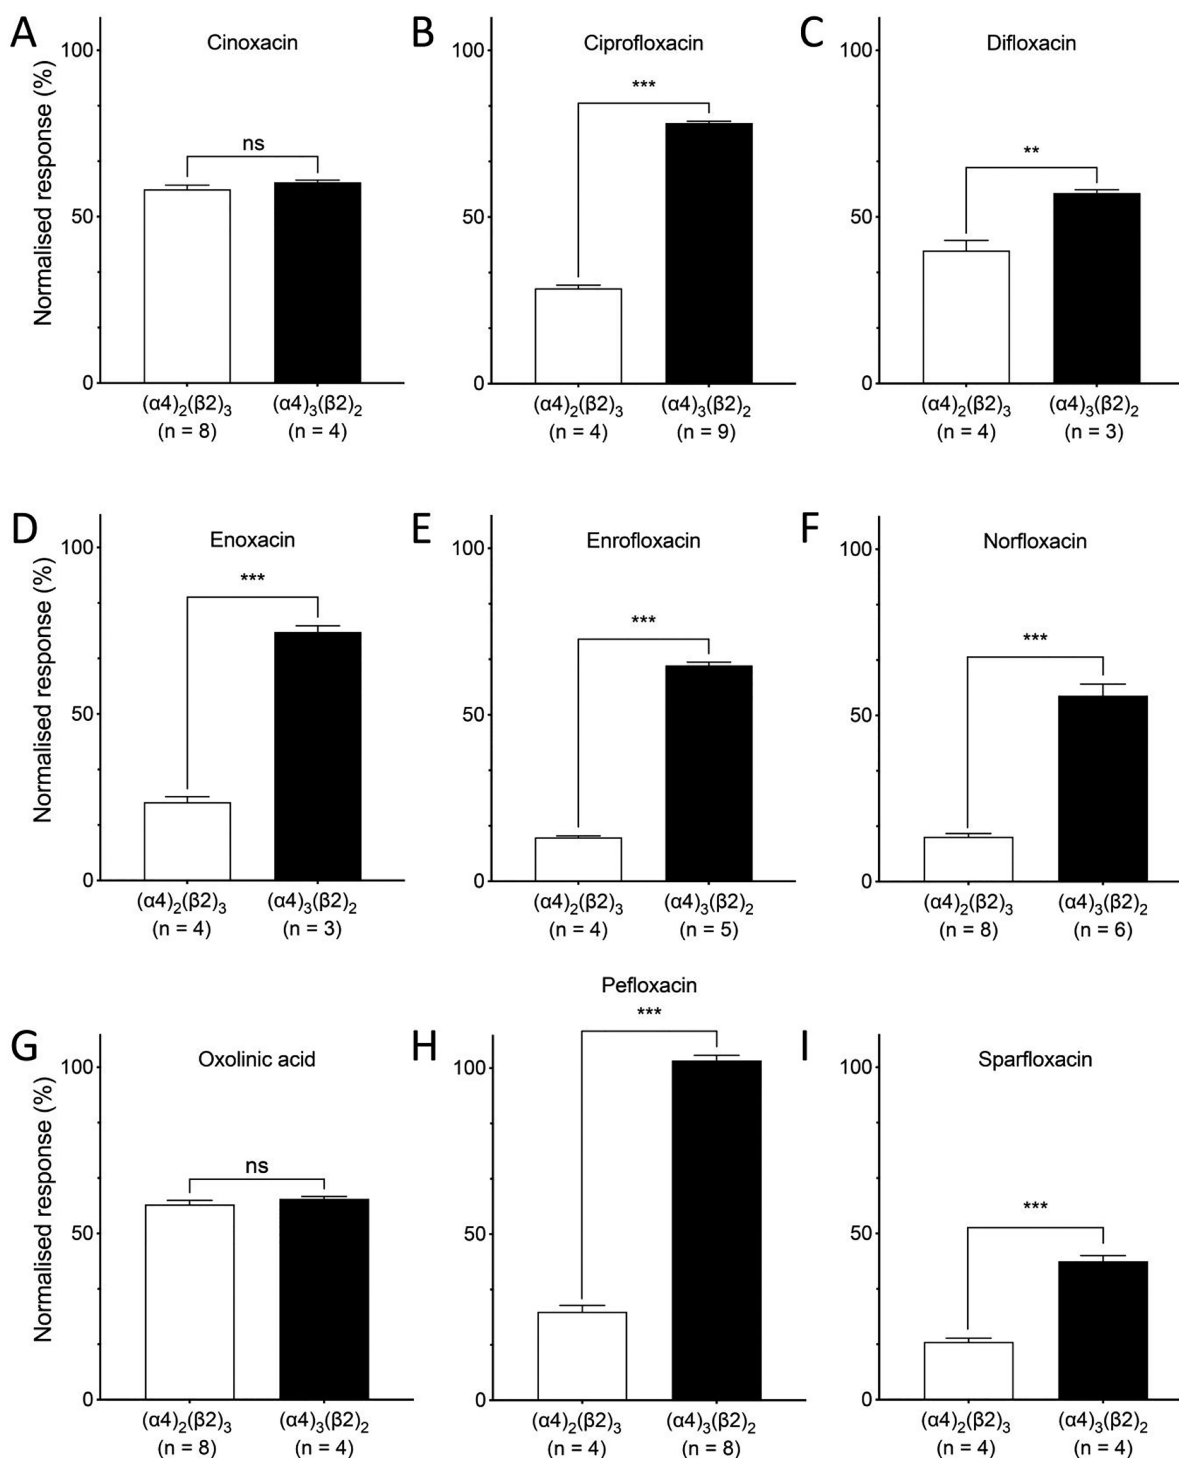 A
Cinoxacin
Normalised response (%)
100
50
0
ns
(α4)₂(β2)₃
(n = 8)
(α4)₃(β2)₂
(n = 4)
B
Ciprofloxacin
100
50
0
***
(α4)₂(β2)₃
(n = 4)
(α4)₃(β2)₂
(n = 9)
C
Difloxacin
100
50
0
**
(α4)₂(β2)₃
(n = 4)
(α4)₃(β2)₂
(n = 3)
D
Enoxacin
Normalised response (%)
100
50
0
***
(α4)₂(β2)₃
(n = 4)
(α4)₃(β2)₂
(n = 3)
E
Enrofloxacin
100
50
0
***
(α4)₂(β2)₃
(n = 4)
(α4)₃(β2)₂
(n = 5)
F
Norfloxacin
100
50
0
***
(α4)₂(β2)₃
(n = 8)
(α4)₃(β2)₂
(n = 6)
G
Oxolinic acid
Normalised response (%)
100
50
0
ns
(α4)₂(β2)₃
(n = 8)
(α4)₃(β2)₂
(n = 4)
H
Pefloxacin
100
50
0
***
(α4)₂(β2)₃
(n = 4)
(α4)₃(β2)₂
(n = 8)
I
Sparfloxacin
100
50
0
***
(α4)₂(β2)₃
(n = 4)
(α4)₃(β2)₂
(n = 4)